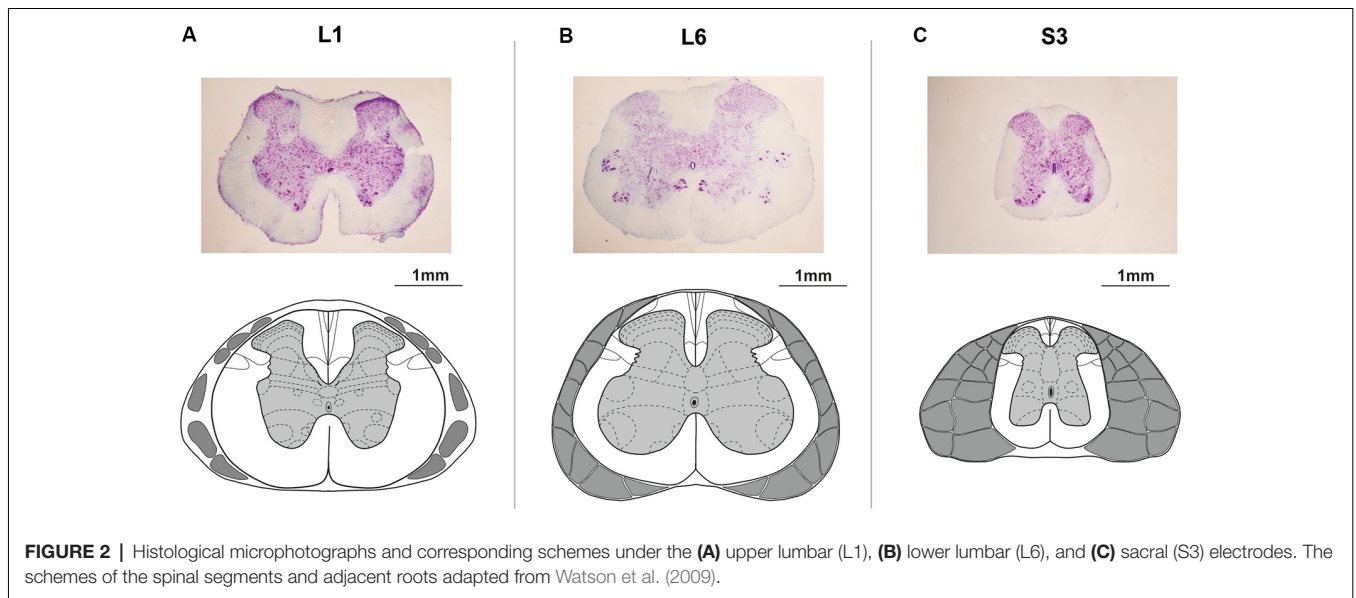 A L1
B L6
C S3
1mm
1mm
1mm
FIGURE 2 | Histological microphotographs and corresponding schemes under the (A) upper lumbar (L1), (B) lower lumbar (L6), and (C) sacral (S3) electrodes. The
schemes of the spinal segments and adjacent roots adapted from Watson et al. (2009).